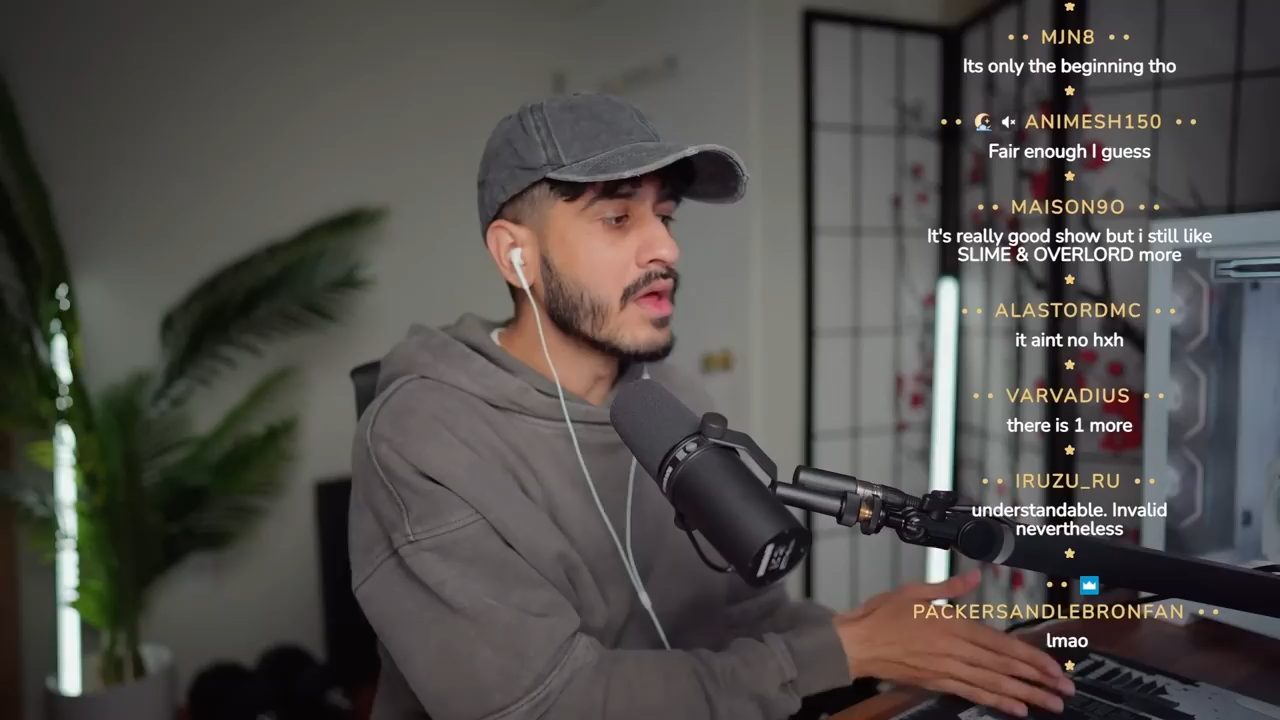 MJN8
Its only the beginning tho
ANIMESH150
Fair enough I guess
MAISON9O
It's really good show but i still like
SLIME & OVERLORD more
ALASTORDMC
it aint no hxh
VARVADIUS
there is 1 more
IRUZU_RU
understandable. Invalid
nevertheless
PACKERSANDLEBRONFAN
lmao